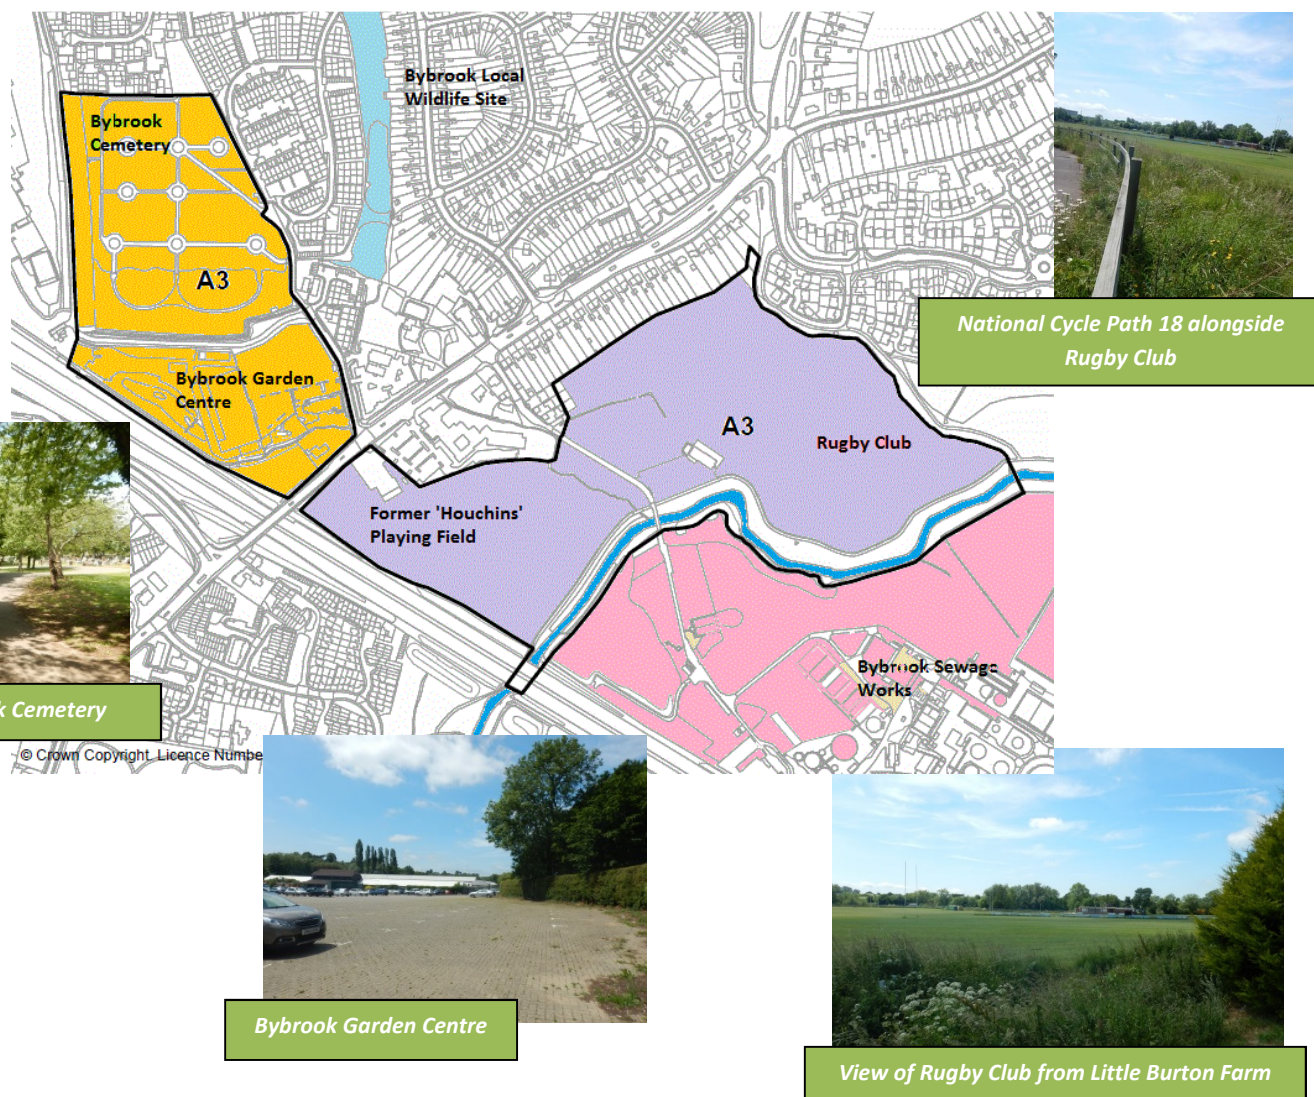 Bybrook Local
Wildlife Site
Bybrook
Cemetery
A3
Bybrook Garden
Centre
A3
Rugby Club
Former 'Houchins'
Playing Field
Bybrook Sewage
Works
National Cycle Path 18 alongside
Rugby Club
k Cemetery
© Crown Copyright. Licence Numbe
Bybrook Garden Centre
View of Rugby Club from Little Burton Farm